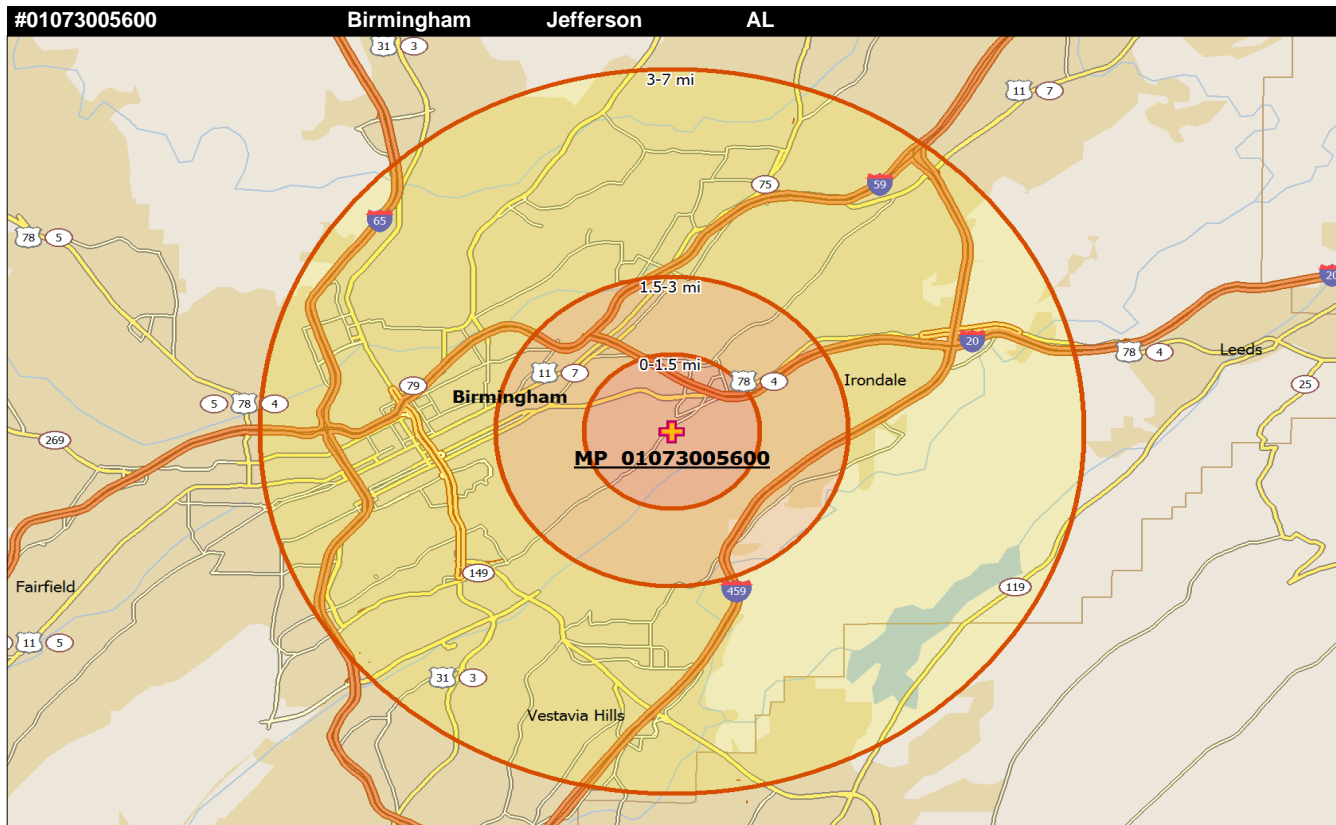 #01073005600 Birmingham Jefferson AL
31 3
3-7 mi
11 7
75
59
65
78 5
20
1.5-3 mi
20
78 4
Leeds
0-1.5 mi
11 7
78 4
Irondale
79
25
Birmingham
5 78 4
269
MP 01073005600
149
Fairfield
459
119
11 5
31 3
Vestavia Hills